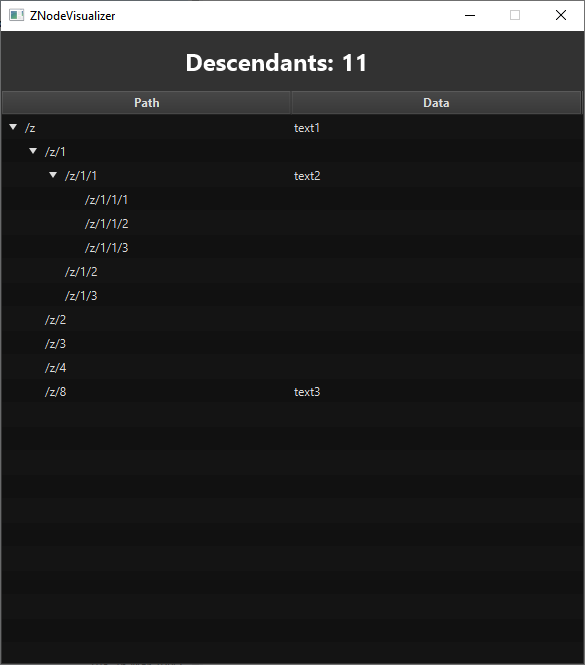 ZNodeVisualizer
Descendants: 11
Path Data
/z text1
/z/1
/z/1/1 text2
/z/1/1/1
/z/1/1/2
/z/1/1/3
/z/1/2
/z/1/3
/z/2
/z/3
/z/4
/z/8 text3